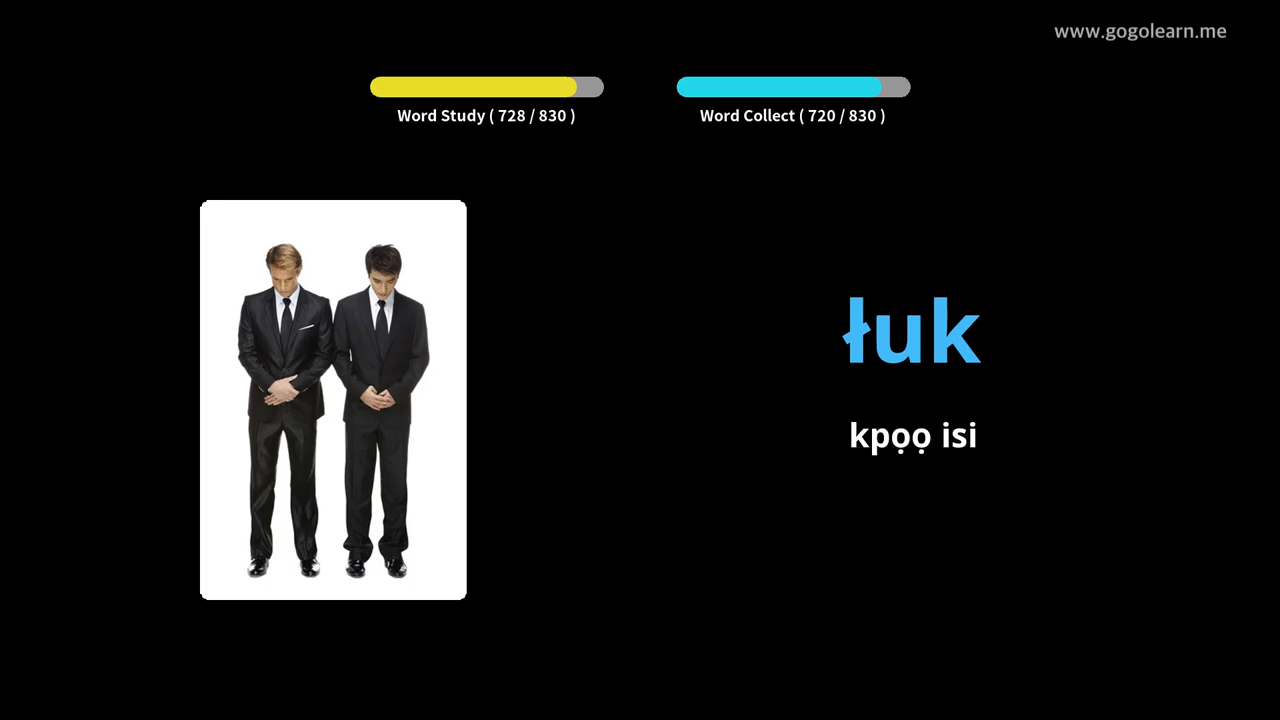 www.gogolearn.me
Word Study ( 728 / 830 )
Word Collect ( 720 / 830 )
łuk
kpọọ isi